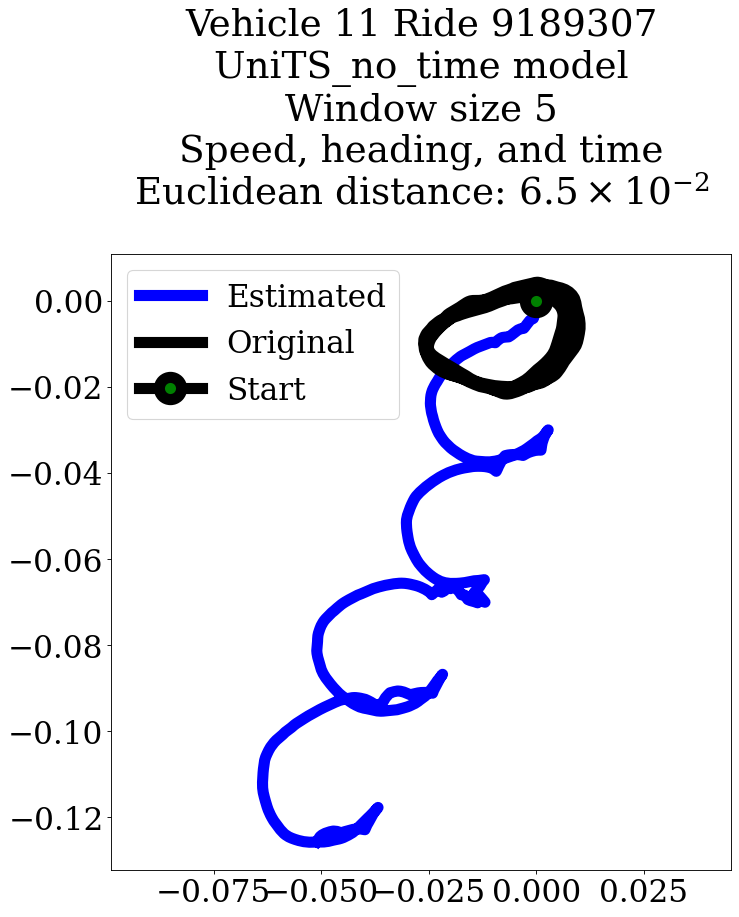 Vehicle 11 Ride 9189307
UniTS_no_time model
Window size 5
Speed, heading, and time
Euclidean distance: 6.5 × 10⁻²
Estimated
Original
Start
0.00
−0.02
−0.04
−0.06
−0.08
−0.10
−0.12
−0.075 −0.050 −0.025 0.000 0.025